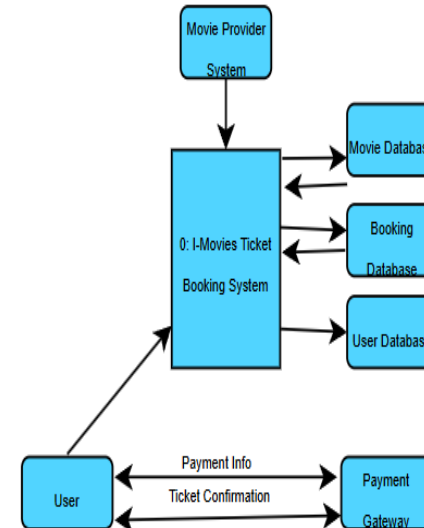 Movie Provider
System
Movie Databas
0: I-Movies Ticket
Booking System
Booking
Database
User Databas
Payment Info
Ticket Confirmation
User
Payment
Gateway